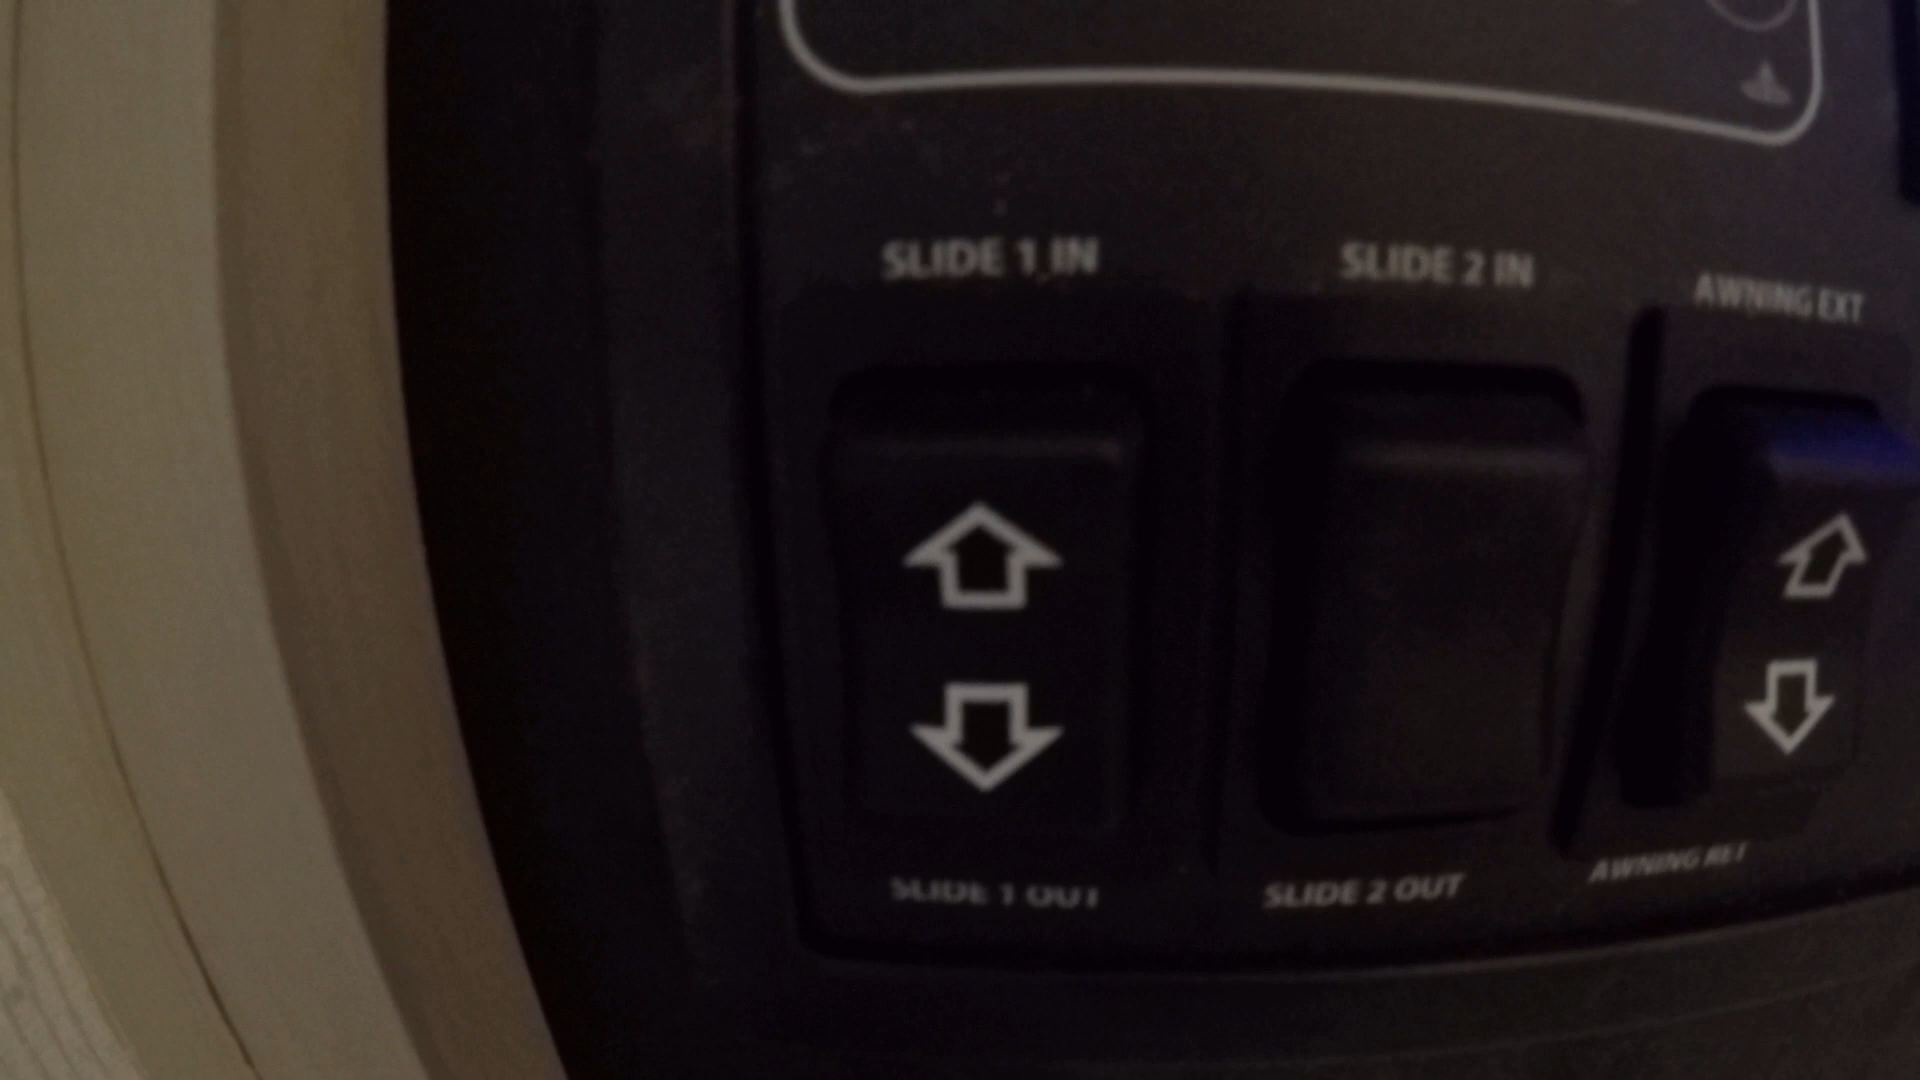 SLIDE 1 IN
SLIDE 2 IN
AWNING EXT
SLIDE 1 OUT
SLIDE 2 OUT
AWNING RET